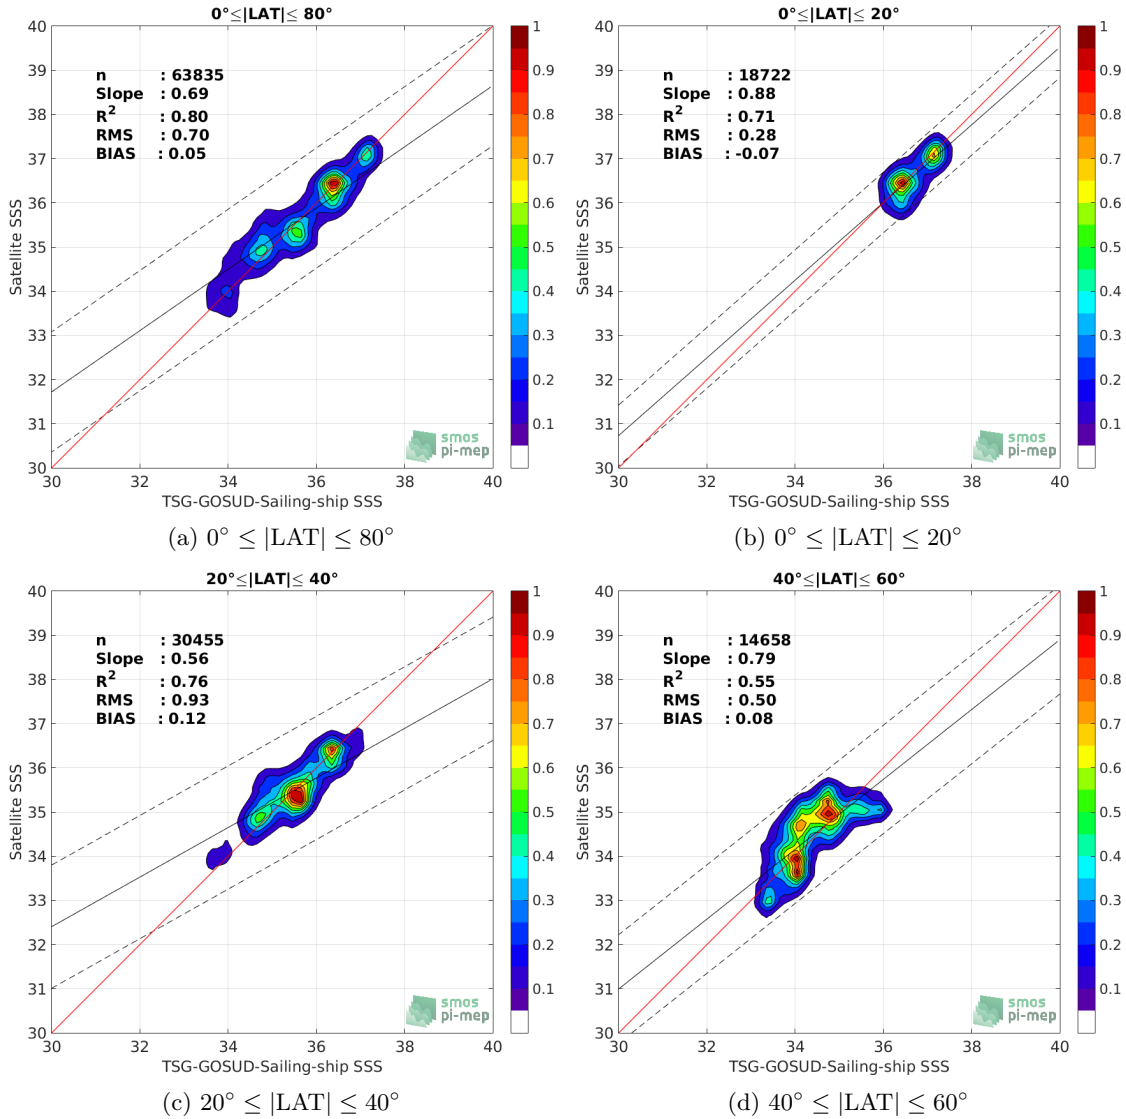 0°≤|LAT|≤ 80°
n : 63835
Slope : 0.69
R² : 0.80
RMS : 0.70
BIAS : 0.05
40
39
38
37
36
35
34
33
32
31
30
Satellite SSS
30 32 34 36 38 40
TSG-GOSUD-Sailing-ship SSS
1
0.9
0.8
0.7
0.6
0.5
0.4
0.3
0.2
0.1
smos
pi-mep
(a) 0° ≤ |LAT| ≤ 80°
0°≤|LAT|≤ 20°
n : 18722
Slope : 0.88
R² : 0.71
RMS : 0.28
BIAS : -0.07
40
39
38
37
36
35
34
33
32
31
30
Satellite SSS
30 32 34 36 38 40
TSG-GOSUD-Sailing-ship SSS
1
0.9
0.8
0.7
0.6
0.5
0.4
0.3
0.2
0.1
smos
pi-mep
(b) 0° ≤ |LAT| ≤ 20°
20°≤|LAT|≤ 40°
n : 30455
Slope : 0.56
R² : 0.76
RMS : 0.93
BIAS : 0.12
40
39
38
37
36
35
34
33
32
31
30
Satellite SSS
30 32 34 36 38 40
TSG-GOSUD-Sailing-ship SSS
1
0.9
0.8
0.7
0.6
0.5
0.4
0.3
0.2
0.1
smos
pi-mep
(c) 20° ≤ |LAT| ≤ 40°
40°≤|LAT|≤ 60°
n : 14658
Slope : 0.79
R² : 0.55
RMS : 0.50
BIAS : 0.08
40
39
38
37
36
35
34
33
32
31
30
Satellite SSS
30 32 34 36 38 40
TSG-GOSUD-Sailing-ship SSS
1
0.9
0.8
0.7
0.6
0.5
0.4
0.3
0.2
0.1
smos
pi-mep
(d) 40° ≤ |LAT| ≤ 60°